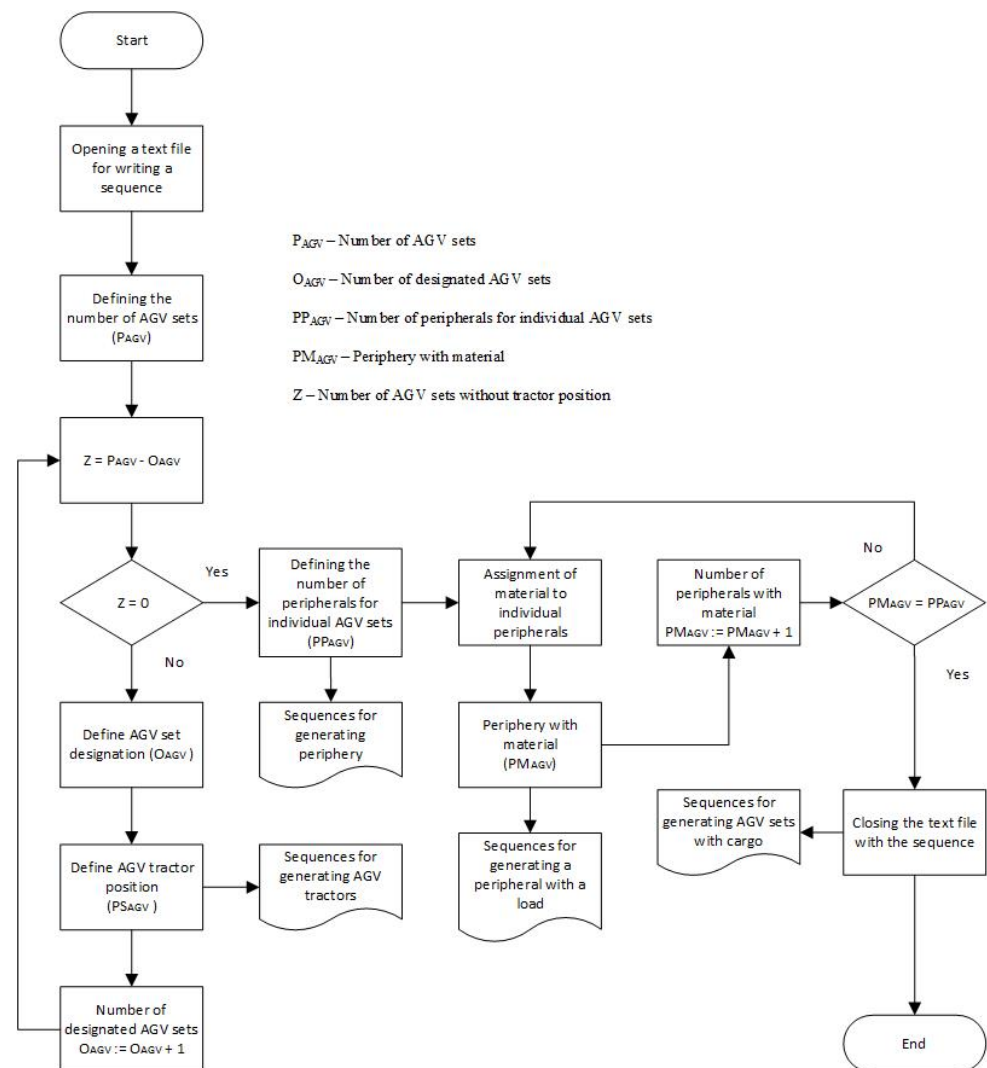 Start
Opening a text file
for writing a
sequence
Defining the
number of AGV sets
(PAGV)
PAGV – Number of AGV sets
OAGV – Number of designated AGV sets
PPAGV – Number of peripherals for individual AGV sets
PMAGV – Periphery with material
Z – Number of AGV sets without tractor position
Z = PAGV - OAGV
Z = 0
Yes
No
Defining the
number of
peripherals for
individual AGV sets
(PPAGV)
Assignment of
material to
individual
peripherals
Number of
peripherals with
material
PMAGV := PMAGV + 1
No
PMAGV = PPAGV
Yes
Define AGV set
designation (OAGV )
Sequences for
generating
periphery
Periphery with
material
(PMAGV)
Sequences for
generating AGV sets
with cargo
Closing the text file
with the sequence
Define AGV tractor
position
(PSAGV )
Sequences for
generating AGV
tractors
Sequences for
generating a
peripheral with a
load
Number of
designated AGV sets
OAGV := OAGV + 1
End